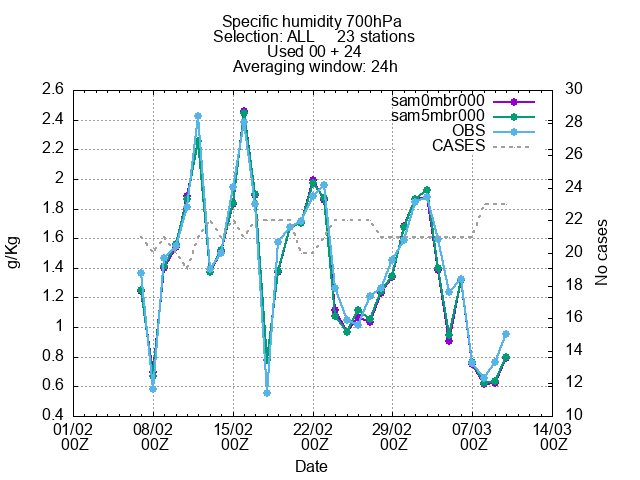 Specific humidity 700hPa
Selection: ALL 23 stations
Used 00 + 24
Averaging window: 24h
sam0mbr000
sam5mbr000
OBS
CASES
2.6
2.4
2.2
2
1.8
1.6
1.4
1.2
1
0.8
0.6
0.4
g/Kg
30
28
26
24
22
20
18
16
14
12
10
No cases
01/02 08/02 15/02 22/02 29/02 07/03 14/03
00Z 00Z 00Z 00Z 00Z 00Z 00Z
Date